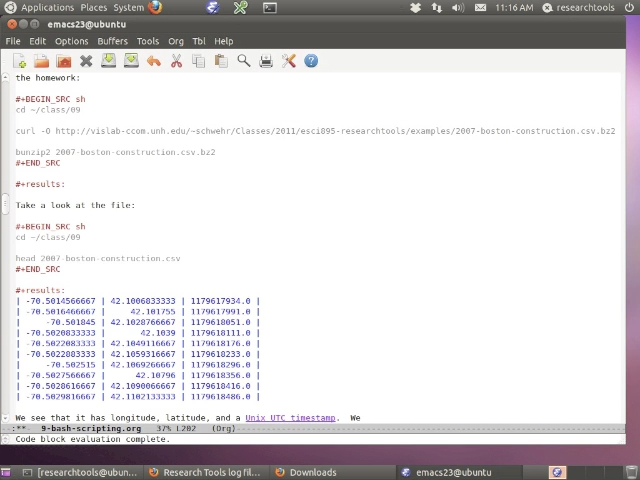 Applications Places System 11:16 AM researchtools
emacs23@ubuntu
File Edit Options Buffers Tools Org Tbl Help
the homework:
#+BEGIN_SRC sh
cd ~/class/09
curl -O http://vislab-ccom.unh.edu/~schwehr/Classes/2011/esci895-researchtools/examples/2007-boston-construction.csv.bz2
bunzip2 2007-boston-construction.csv.bz2
#+END_SRC
#+results:
Take a look at the file:
#+BEGIN_SRC sh
cd ~/class/09
head 2007-boston-construction.csv
#+END_SRC
#+results:
| -70.5014566667 | 42.1006833333 | 1179617934.0 |
| -70.5016466667 | 42.101755 | 1179617991.0 |
| -70.501845 | 42.1028766667 | 1179618051.0 |
| -70.5020833333 | 42.1039 | 1179618111.0 |
| -70.5022083333 | 42.1049116667 | 1179618176.0 |
| -70.5022883333 | 42.1059316667 | 1179618233.0 |
| -70.502515 | 42.1069266667 | 1179618296.0 |
| -70.5027566667 | 42.10796 | 1179618356.0 |
| -70.5028616667 | 42.1090066667 | 1179618416.0 |
| -70.5029816667 | 42.1102133333 | 1179618486.0 |
We see that it has longitude, latitude, and a Unix UTC timestamp. We
-:**- 9-bash-scripting.org 37% L202 (Org)
Code block evaluation complete.
[researchtools@ubun... Research Tools log fil... Downloads emacs23@ubuntu